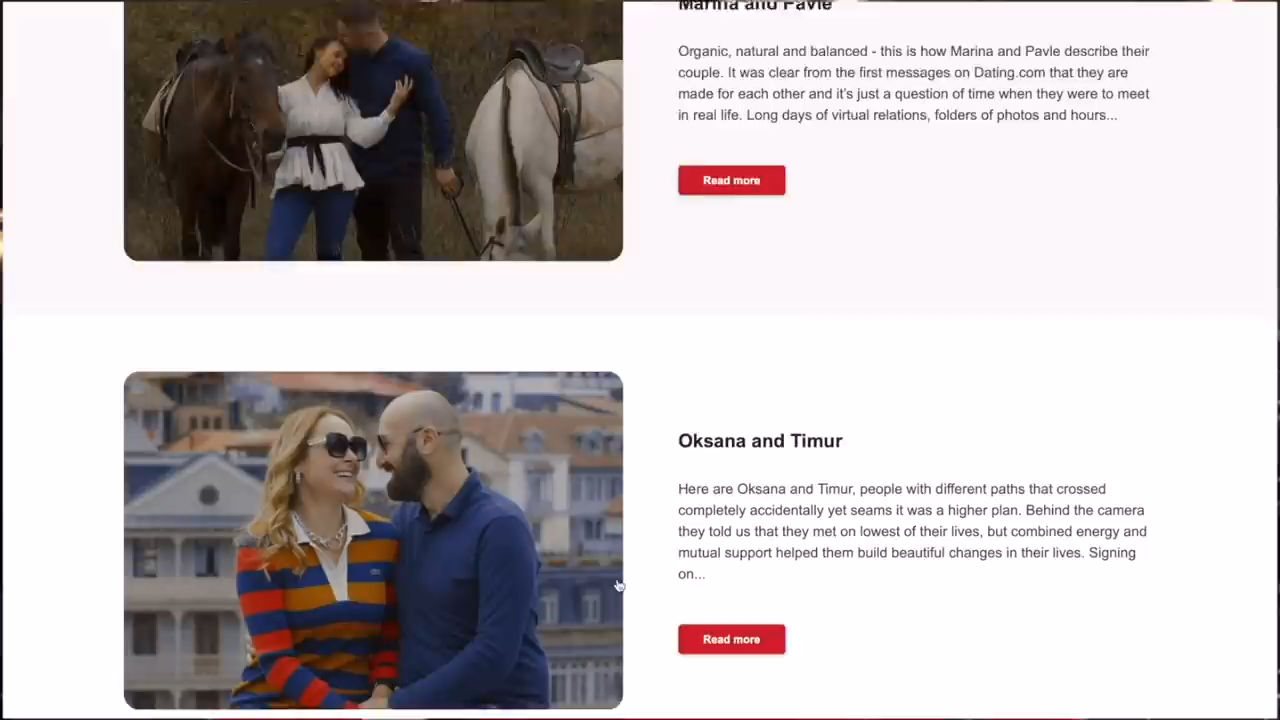 Marina and Pavle
Organic, natural and balanced - this is how Marina and Pavle describe their
couple. It was clear from the first messages on Dating.com that they are
made for each other and it's just a question of time when they were to meet
in real life. Long days of virtual relations, folders of photos and hours...
Read more
Oksana and Timur
Here are Oksana and Timur, people with different paths that crossed
completely accidentally yet seams it was a higher plan. Behind the camera
they told us that they met on lowest of their lives, but combined energy and
mutual support helped them build beautiful changes in their lives. Signing
on...
Read more